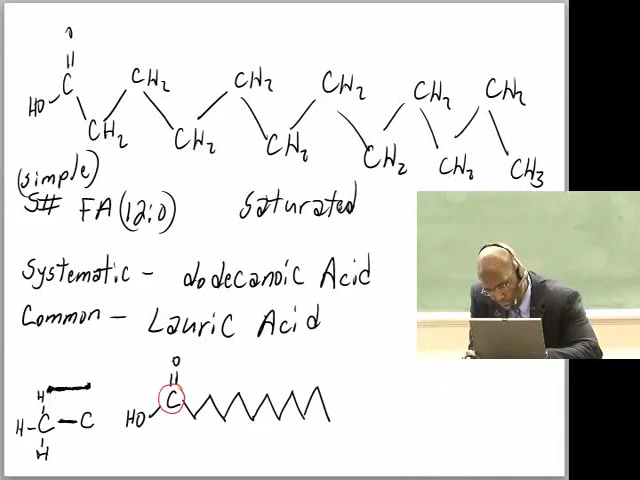 O
||
HO C CH2 CH2 CH2 CH2 CH2
CH2 CH2 CH2 CH2 CH2 CH3
(simple)
FA(12:0) Saturated
Systematic - dodecanoic Acid
Common - Lauric Acid
O
||
HO C
H
H-C-C
H